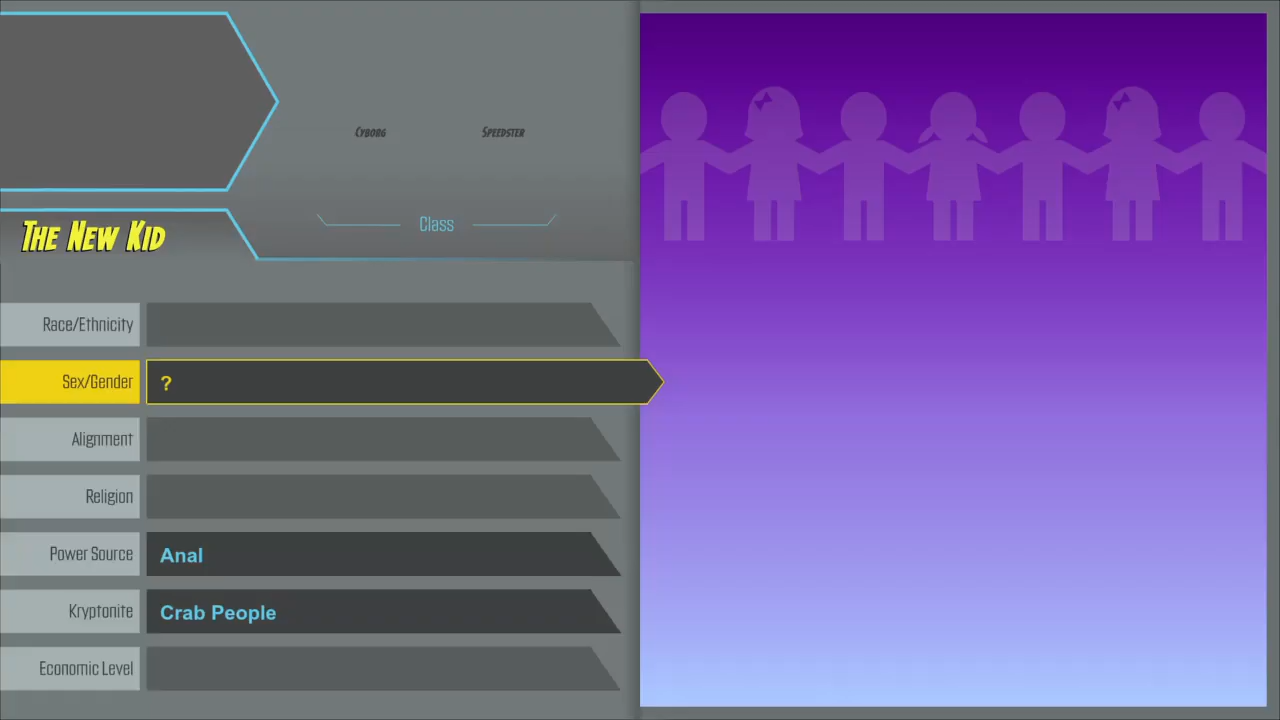 Cyborg
Speedster
Class
The New Kid
Race/Ethnicity
Sex/Gender ?
Alignment
Religion
Power Source Anal
Kryptonite Crab People
Economic Level